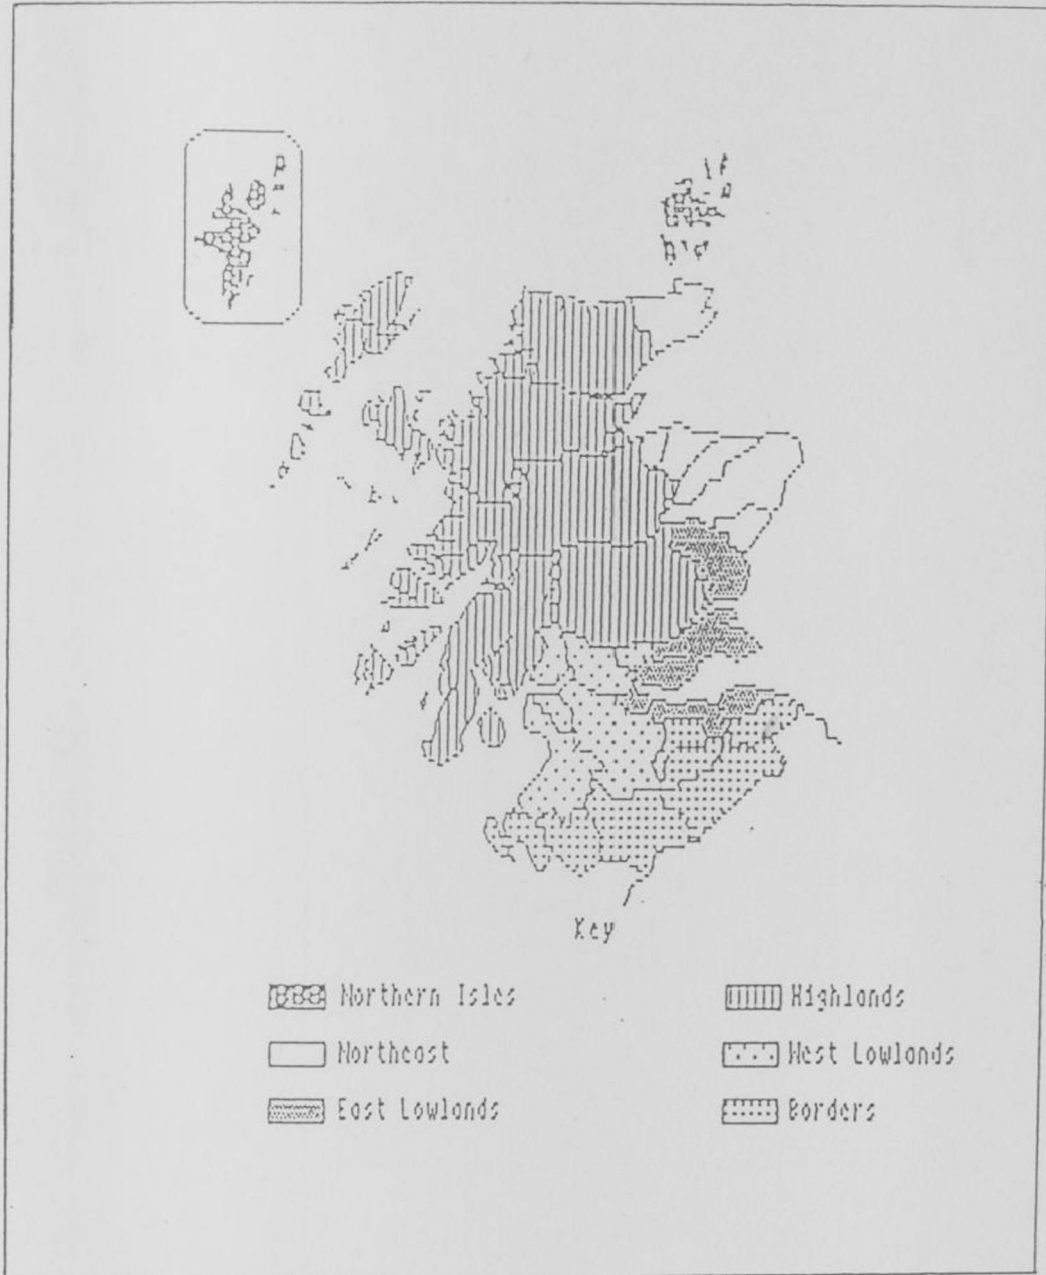 Key
Northern Isles
Highlands
Northeast
West Lowlands
East Lowlands
Borders